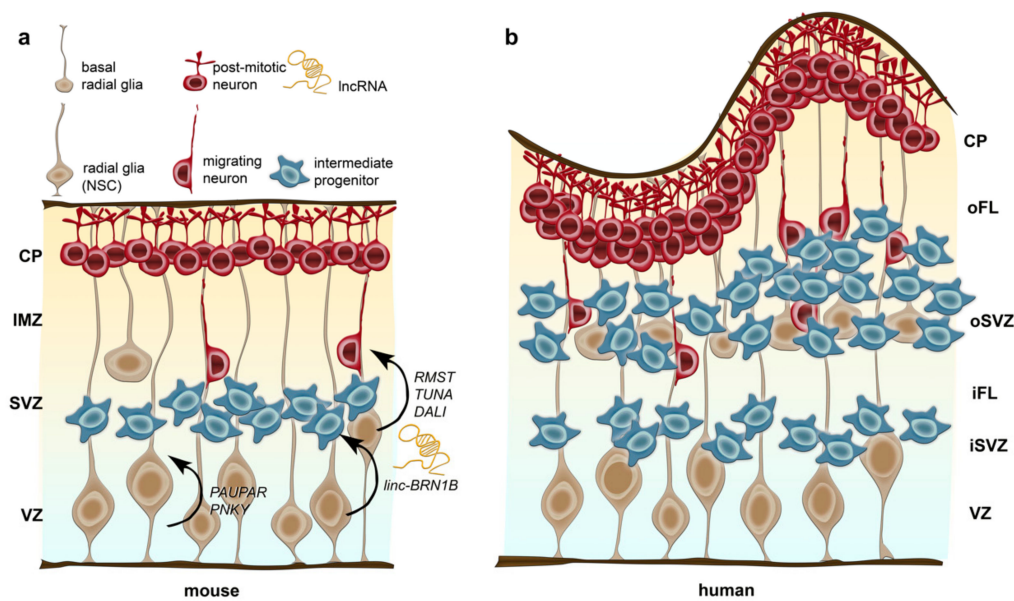 a
basal
radial glia
post-mitotic
neuron
lncRNA
radial glia
(NSC)
migrating
neuron
intermediate
progenitor
CP
IMZ
SVZ
VZ
RMST
TUNA
DALI
linc-BRN1B
PAUPAR
PNKY
mouse
b
CP
oFL
oSVZ
iFL
iSVZ
VZ
human